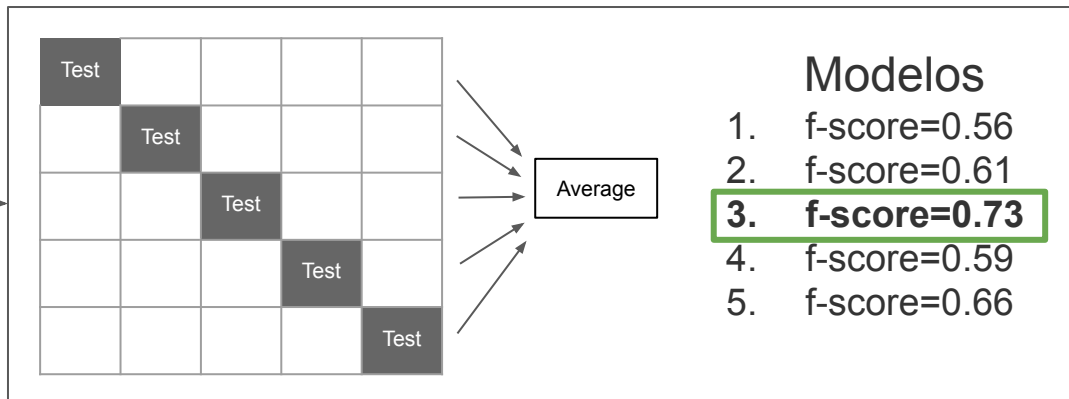 Test
Test
Test
Test
Test
Average
Modelos
1. f-score=0.56
2. f-score=0.61
3. f-score=0.73
4. f-score=0.59
5. f-score=0.66